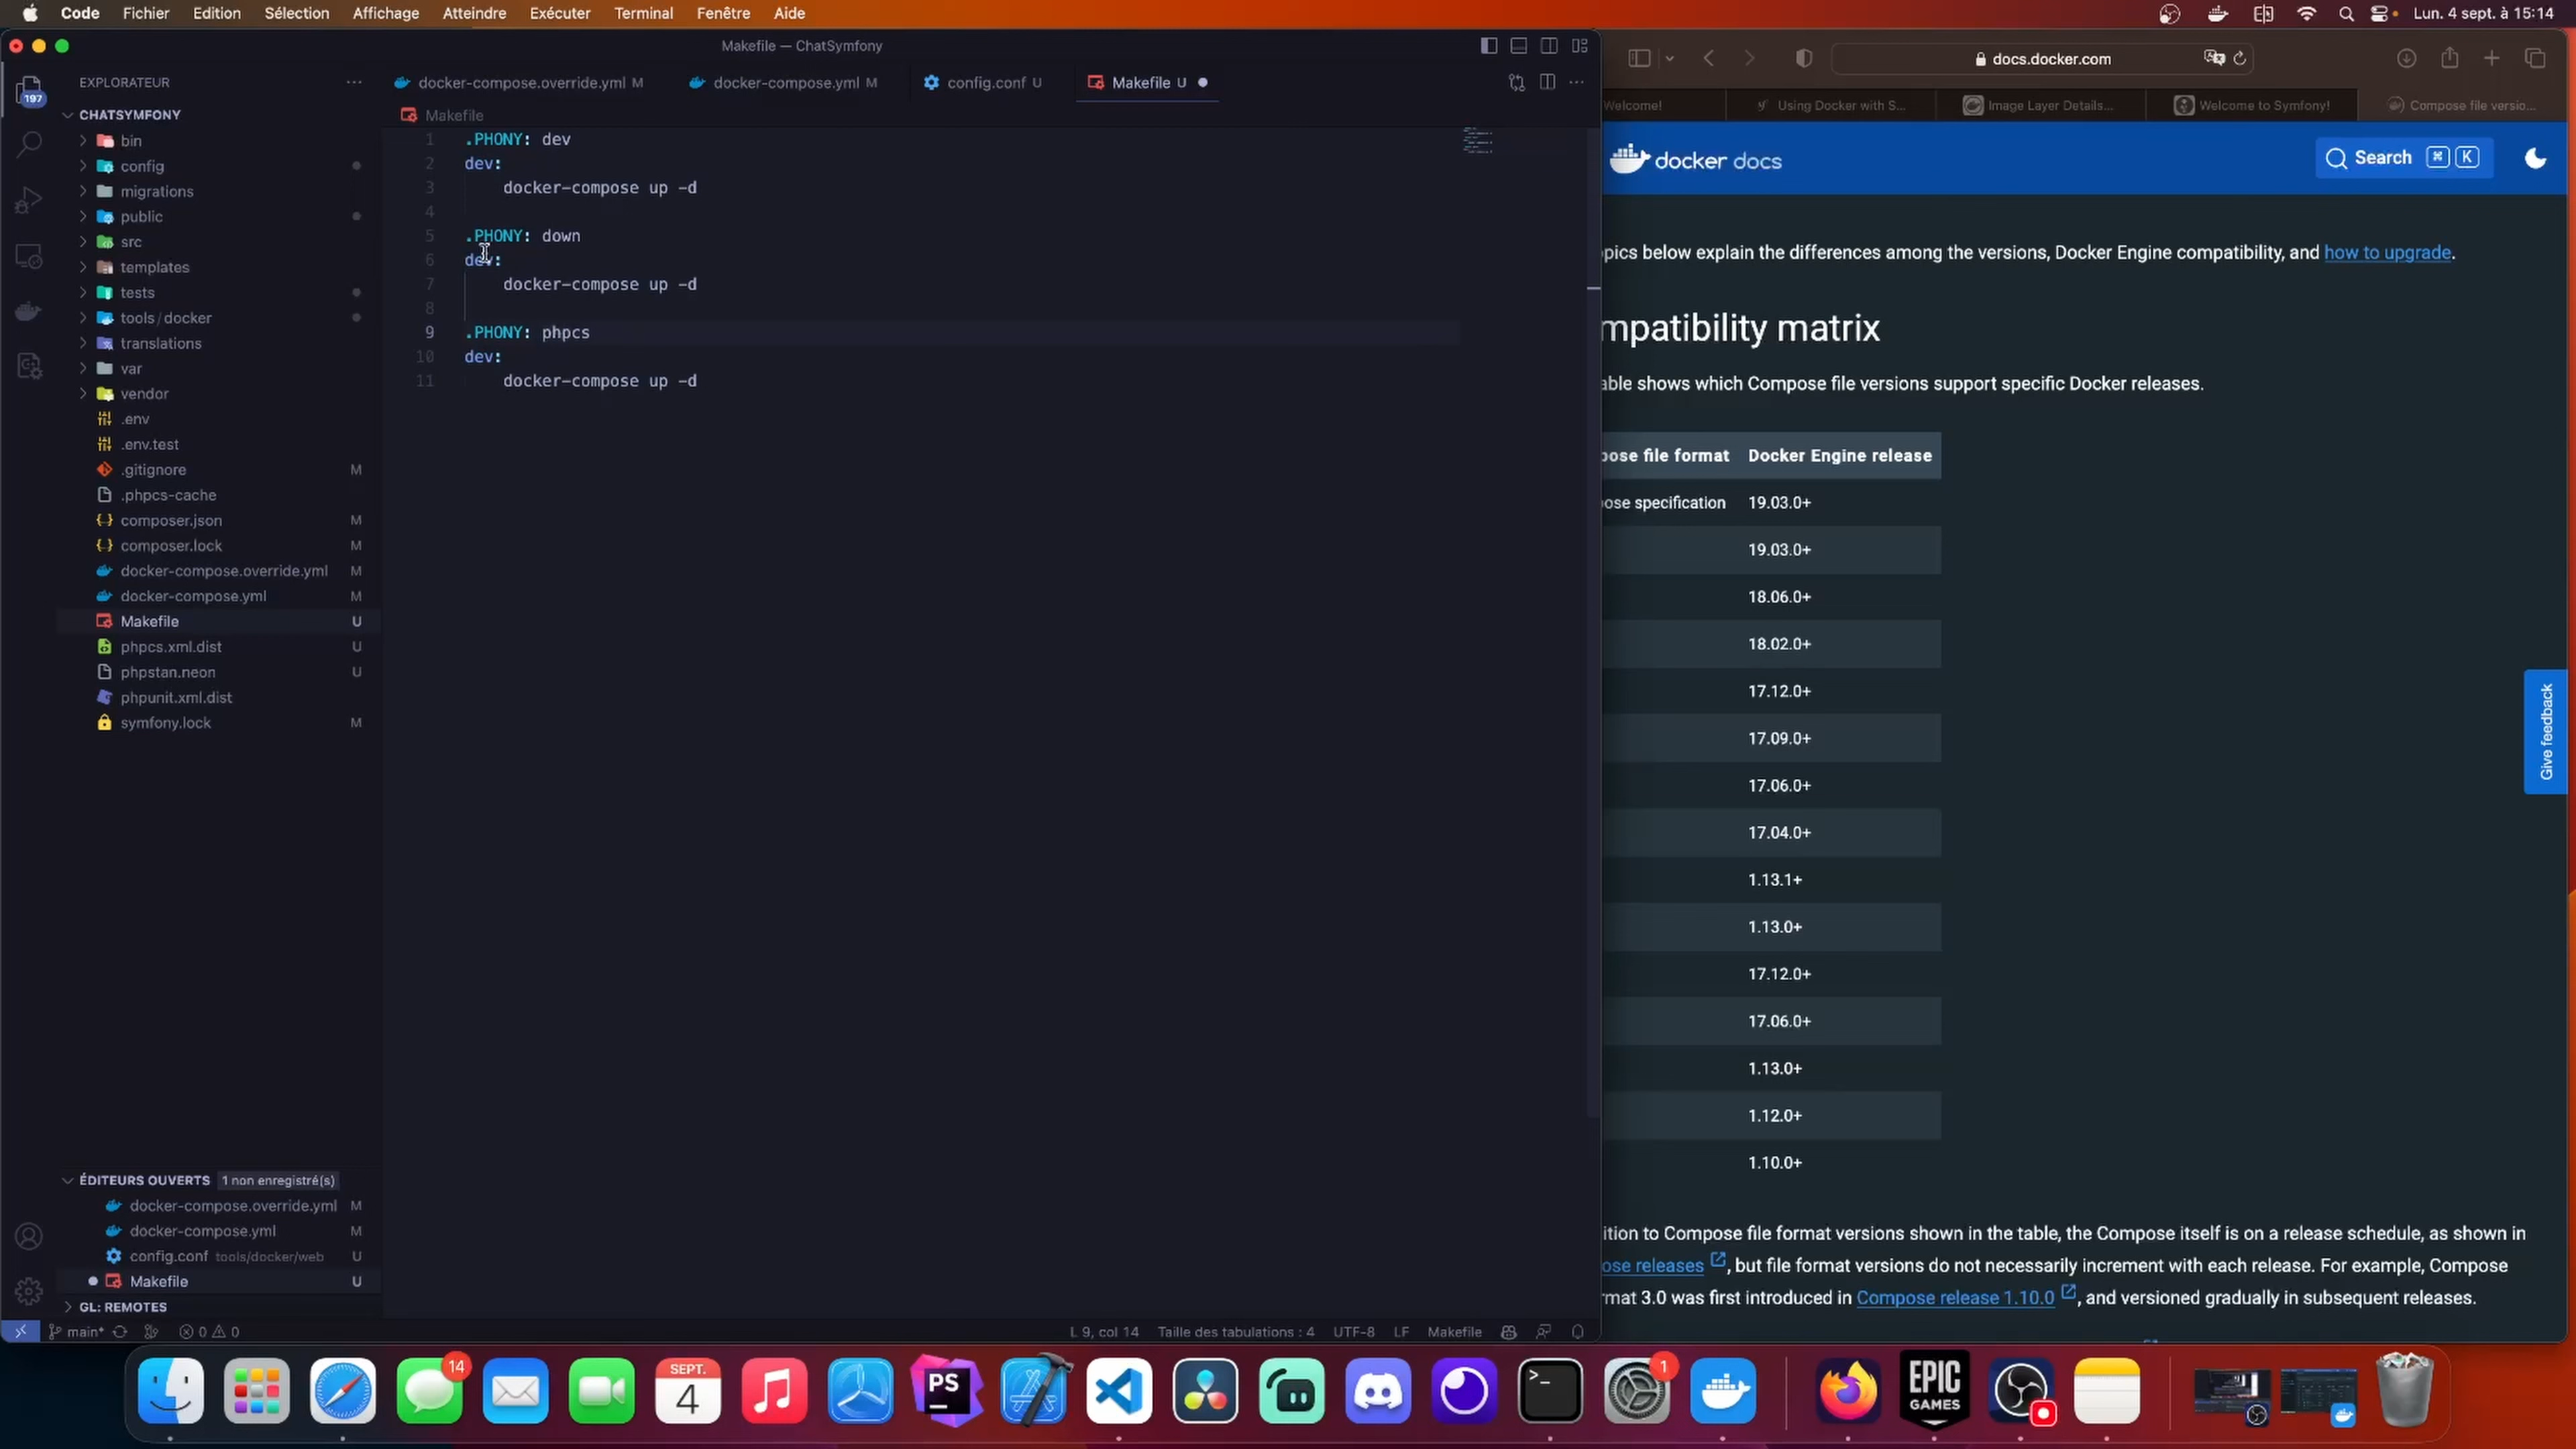 Code Fichier Edition Sélection Affichage Atteindre Exécuter Terminal Fenêtre Aide
Lun. 4 sept. à 15:14
Makefile — ChatSymfony
197
EXPLORATEUR
CHATSYMFONY
bin
config
migrations
public
src
templates
tests
tools/docker
translations
var
vendor
.env
.env.test
.gitignore M
.phpcs-cache
composer.json M
composer.lock M
docker-compose.override.yml M
docker-compose.yml M
Makefile U
phpcs.xml.dist U
phpstan.neon U
phpunit.xml.dist
symfony.lock M
ÉDITEURS OUVERTS 1 non enregistré(s)
docker-compose.override.yml M
docker-compose.yml M
config.conf tools/docker/web U
Makefile U
GL: REMOTES
docker-compose.override.yml M docker-compose.yml M config.conf U Makefile U
Makefile
1 .PHONY: dev
2 dev:
3 docker-compose up -d
4
5 .PHONY: down
6 dev:
7 docker-compose up -d
8
9 .PHONY: phpcs
10 dev:
11 docker-compose up -d
main* 0 0
L 9, col 14 Taille des tabulations : 4 UTF-8 LF Makefile
docs.docker.com
Welcome! Using Docker with S... Image Layer Details... Welcome to Symfony! Compose file versio...
docker docs
Search ⌘ K
opics below explain the differences among the versions, Docker Engine compatibility, and how to upgrade.
mpatibility matrix
able shows which Compose file versions support specific Docker releases.
pose file format Docker Engine release
ose specification 19.03.0+
19.03.0+
18.06.0+
18.02.0+
17.12.0+
17.09.0+
17.06.0+
17.04.0+
1.13.1+
1.13.0+
17.12.0+
17.06.0+
1.13.0+
1.12.0+
1.10.0+
ition to Compose file format versions shown in the table, the Compose itself is on a release schedule, as shown in
ose releases, but file format versions do not necessarily increment with each release. For example, Compose
rmat 3.0 was first introduced in Compose release 1.10.0, and versioned gradually in subsequent releases.
Give feedback
14
SEPT.
4
PS
>_
1
EPIC
GAMES